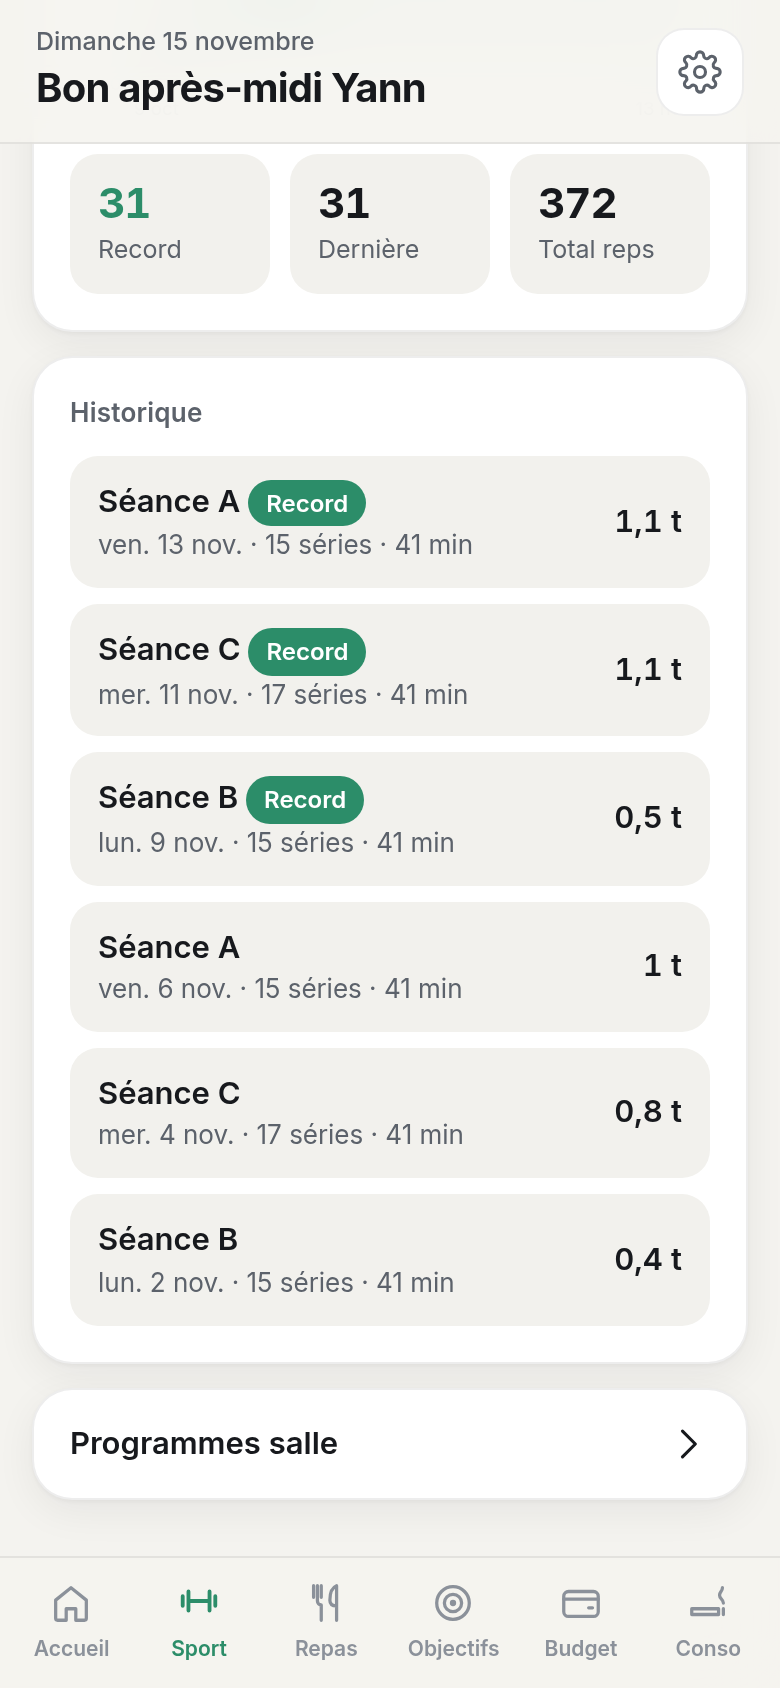 Dimanche 15 novembre
Bon après-midi Yann
31
Record
31
Dernière
372
Total reps
Historique
Séance A Record
ven. 13 nov. · 15 séries · 41 min
1,1 t
Séance C Record
mer. 11 nov. · 17 séries · 41 min
1,1 t
Séance B Record
lun. 9 nov. · 15 séries · 41 min
0,5 t
Séance A
ven. 6 nov. · 15 séries · 41 min
1 t
Séance C
mer. 4 nov. · 17 séries · 41 min
0,8 t
Séance B
lun. 2 nov. · 15 séries · 41 min
0,4 t
Programmes salle
Accueil
Sport
Repas
Objectifs
Budget
Conso